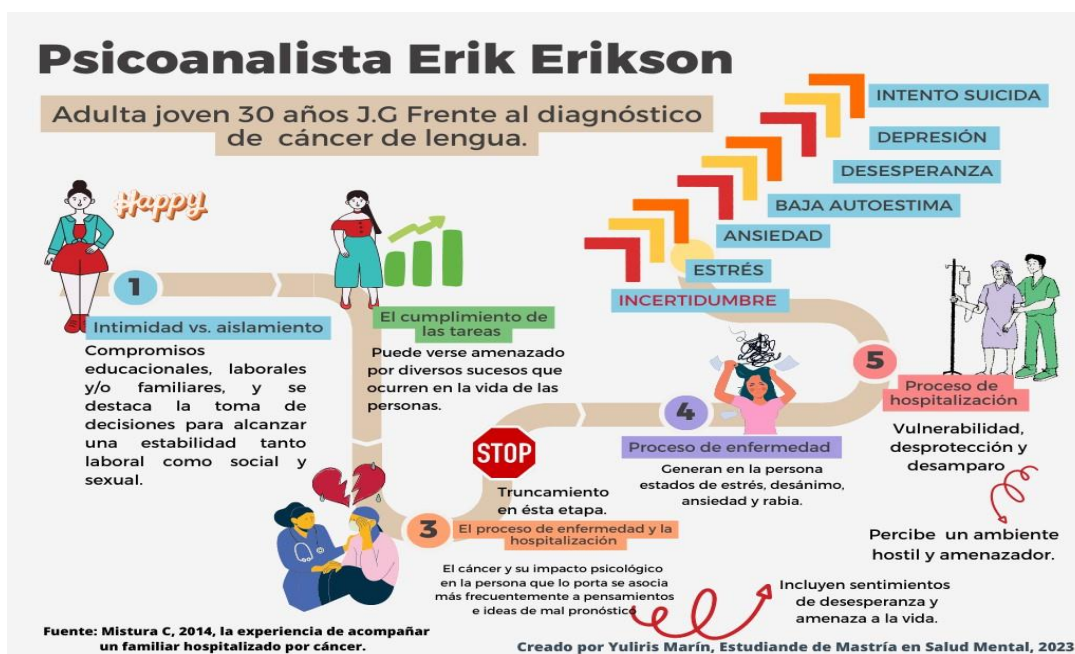 Psicoanalista Erik Erikson
Adulta joven 30 años J.G Frente al diagnóstico
de cáncer de lengua.
Happy
1
Intimidad vs. aislamiento
Compromisos
educacionales, laborales
y/o familiares, y se
destaca la toma de
decisiones para alcanzar
una estabilidad tanto
laboral como social y
sexual.
El cumplimiento de
las tareas
Puede verse amenazado
por diversos sucesos que
ocurren en la vida de las
personas.
STOP
Truncamiento
en ésta etapa.
3
El proceso de enfermedad y la
hospitalización
El cáncer y su impacto psicológico
en la persona que lo porta se asocia
más frecuentemente a pensamientos
e ideas de mal pronóstico
Incluyen sentimientos
de desesperanza y
amenaza a la vida.
4
Proceso de enfermedad
Generan en la persona
estados de estrés, desánimo,
ansiedad y rabia.
5
Proceso de
hospitalización
Vulnerabilidad,
desprotección y
desamparo
Percibe un ambiente
hostil y amenazador.
INTENTO SUICIDA
DEPRESIÓN
DESESPERANZA
BAJA AUTOESTIMA
ANSIEDAD
ESTRÉS
INCERTIDUMBRE
Fuente: Mistura C, 2014, la experiencia de acompañar
un familiar hospitalizado por cáncer.
Creado por Yuliris Marín, Estudiande de Mastría en Salud Mental, 2023